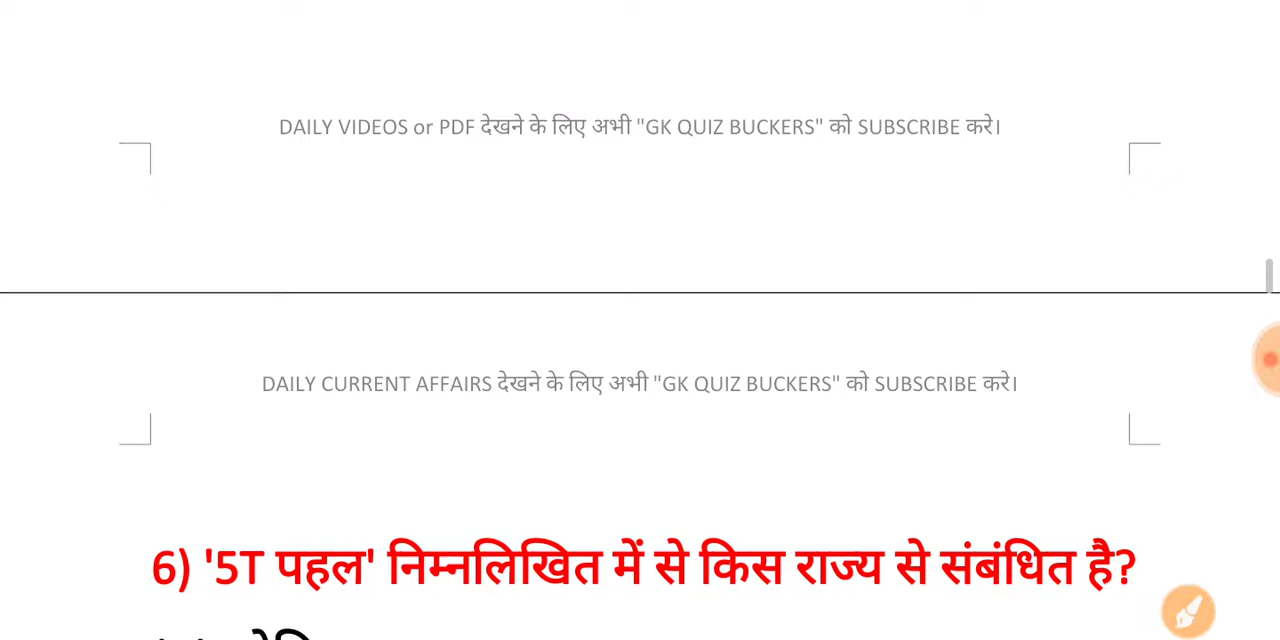 DAILY VIDEOS or PDF देखने के लिए अभी "GK QUIZ BUCKERS" को SUBSCRIBE करे।
DAILY CURRENT AFFAIRS देखने के लिए अभी "GK QUIZ BUCKERS" को SUBSCRIBE करे।
6) '5T पहल' निम्नलिखित में से किस राज्य से संबंधित है?